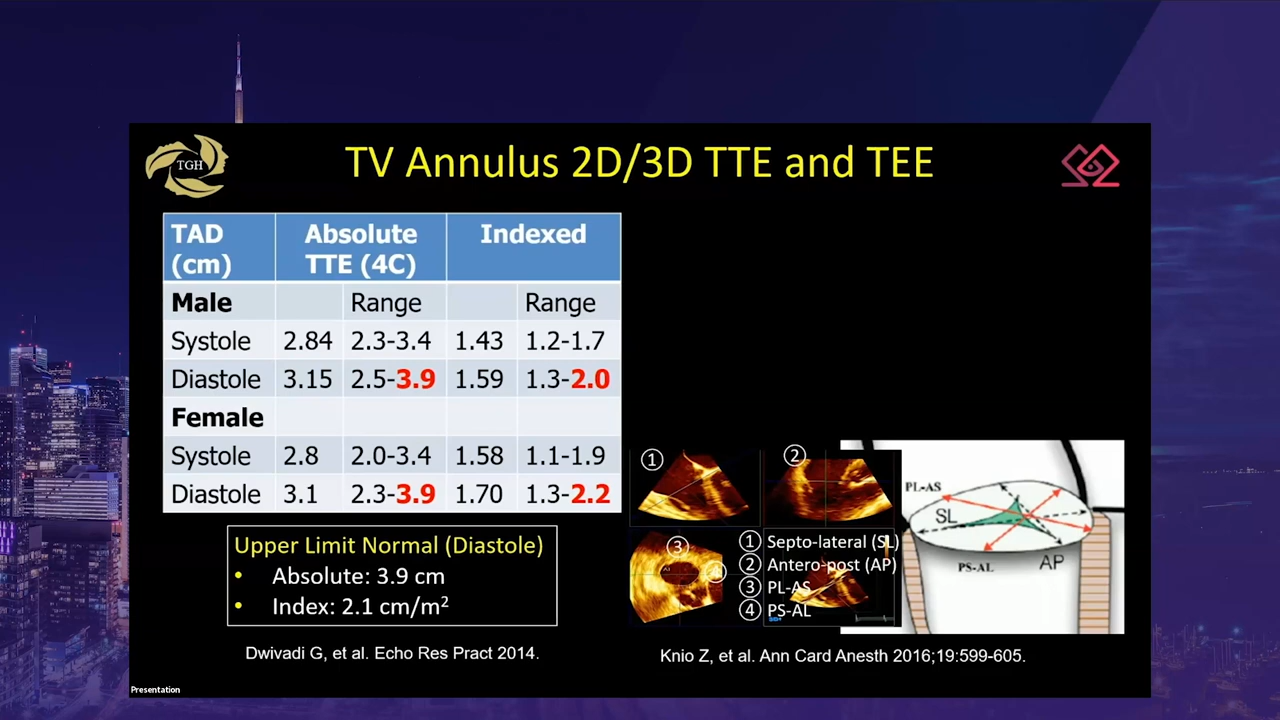 TGH
TV Annulus 2D/3D TTE and TEE
TAD (cm) Absolute TTE (4C) Indexed
Male Range Range
Systole 2.84 2.3-3.4 1.43 1.2-1.7
Diastole 3.15 2.5-3.9 1.59 1.3-2.0
Female
Systole 2.8 2.0-3.4 1.58 1.1-1.9
Diastole 3.1 2.3-3.9 1.70 1.3-2.2
Upper Limit Normal (Diastole)
• Absolute: 3.9 cm
• Index: 2.1 cm/m²
Dwivadi G, et al. Echo Res Pract 2014.
①
②
③
④
① Septo-lateral (SL)
② Antero-post (AP)
③ PL-AS
④ PS-AL
PL-AS
SL
PS-AL
AP
Knio Z, et al. Ann Card Anesth 2016;19:599-605.
Presentation